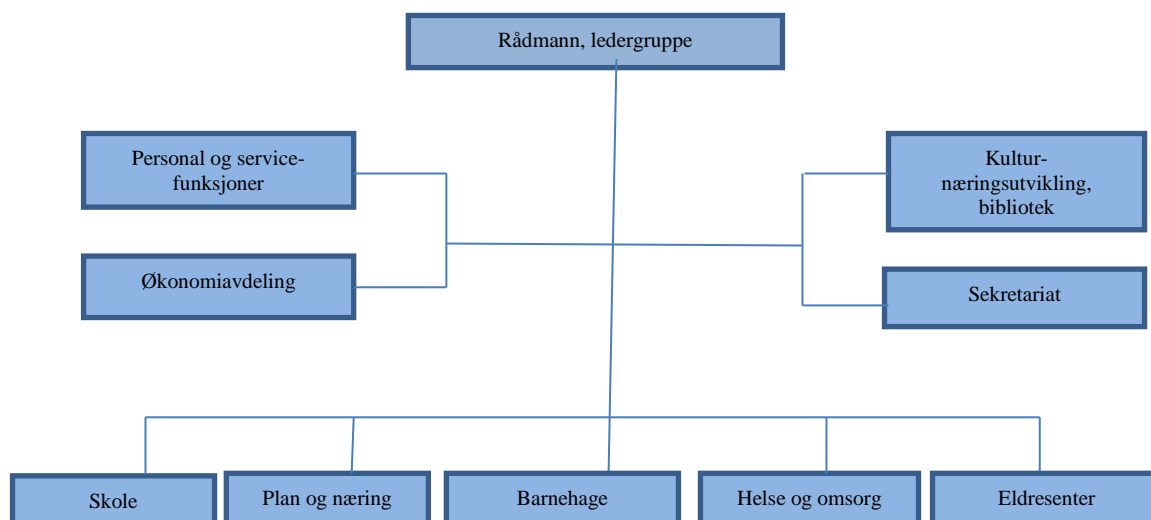 Rådmann, ledergruppe
Personal og service-
funksjoner
Kultur-
næringsutvikling,
bibliotek
Økonomiavdeling
Sekretariat
Skole
Plan og næring
Barnehage
Helse og omsorg
Eldresenter